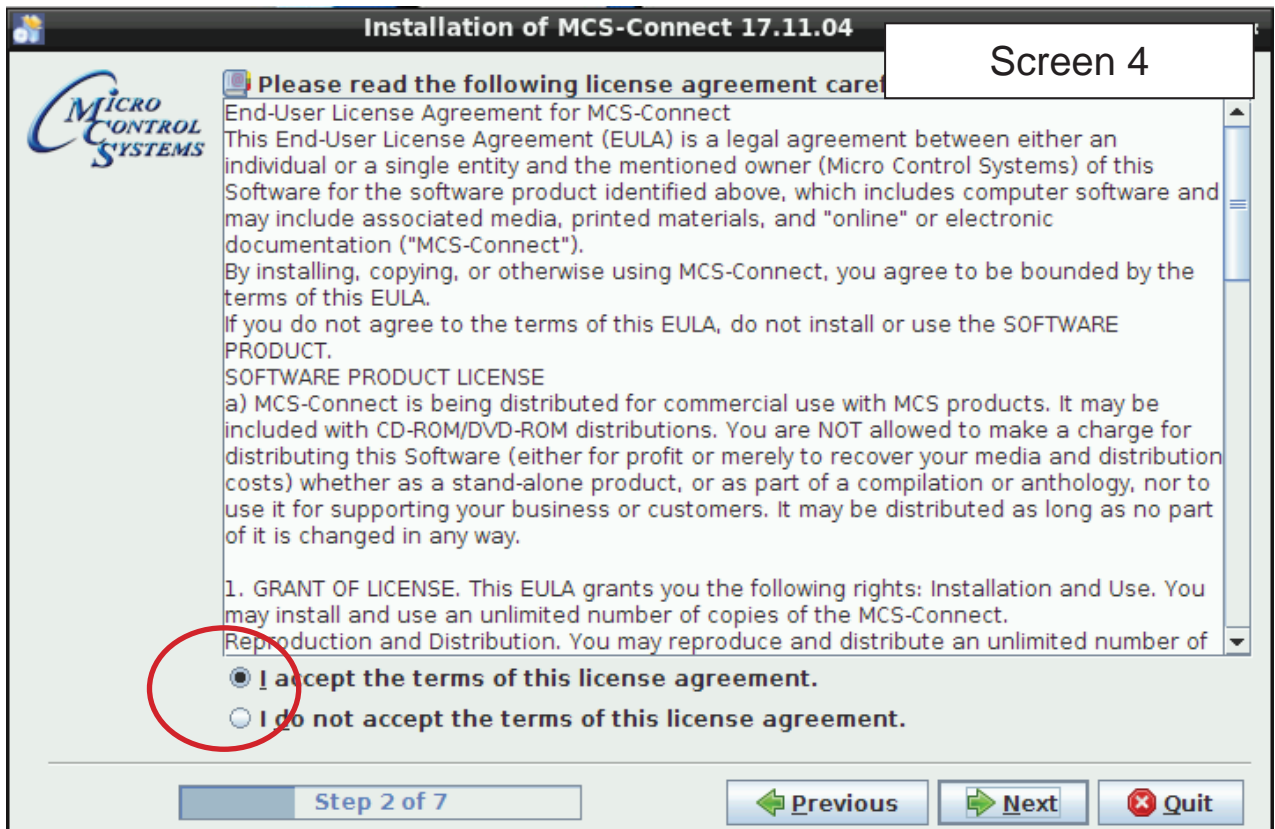 Installation of MCS-Connect 17.11.04
Screen 4
MICRO
CONTROL
SYSTEMS
Please read the following license agreement
End-User License Agreement for MCS-Connect
This End-User License Agreement (EULA) is a legal agreement between either an
individual or a single entity and the mentioned owner (Micro Control Systems) of this
Software for the software product identified above, which includes computer software and
may include associated media, printed materials, and "online" or electronic
documentation ("MCS-Connect").
By installing, copying, or otherwise using MCS-Connect, you agree to be bounded by the
terms of this EULA.
If you do not agree to the terms of this EULA, do not install or use the SOFTWARE
PRODUCT.
SOFTWARE PRODUCT LICENSE
a) MCS-Connect is being distributed for commercial use with MCS products. It may be
included with CD-ROM/DVD-ROM distributions. You are NOT allowed to make a charge for
distributing this Software (either for profit or merely to recover your media and distribution
costs) whether as a stand-alone product, or as part of a compilation or anthology, nor to
use it for supporting your business or customers. It may be distributed as long as no part
of it is changed in any way.
1. GRANT OF LICENSE. This EULA grants you the following rights: Installation and Use. You
may install and use an unlimited number of copies of the MCS-Connect.
Reproduction and Distribution. You may reproduce and distribute an unlimited number of
I accept the terms of this license agreement.
I do not accept the terms of this license agreement.
Step 2 of 7
Previous
Next
Quit